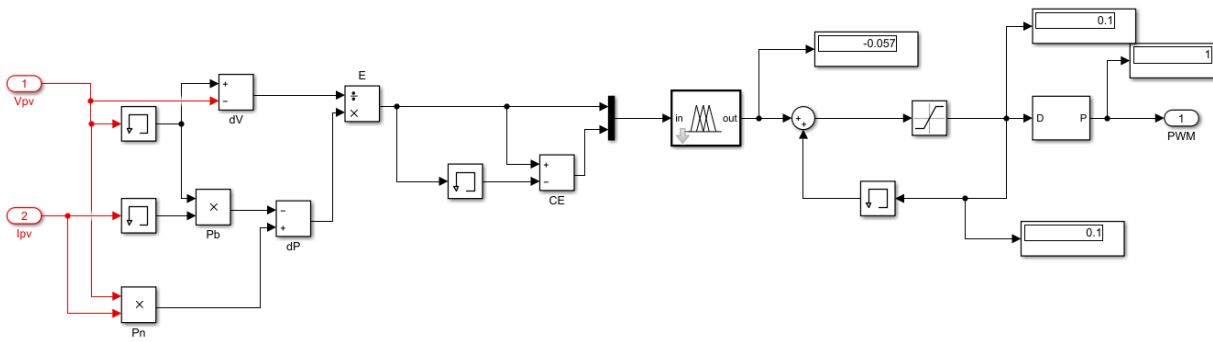 1
Vpv
2
Ipv
+
−
dV
×
Pb
×
Pn
−
+
dP
E
÷
×
+
−
CE
in
out
-0.057
+
+
0.1
1
D
P
1
PWM
0.1